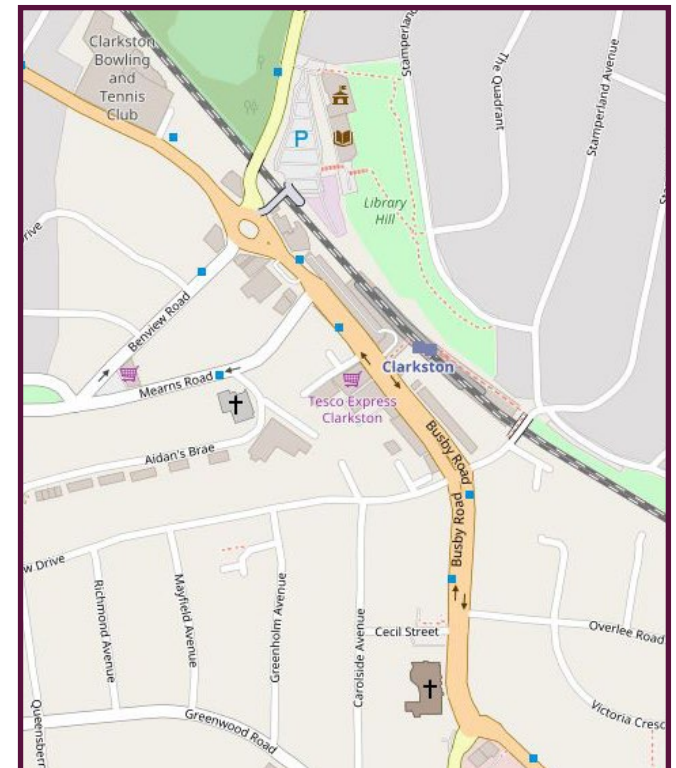 Clarkston
Bowling
and
Tennis
Club
Stamperland
The Quadrant
Stamperland Avenue
P
Library
Hill
rive
Benview Road
Mearns Road
Clarkston
Tesco Express
Clarkston
Aidan's Brae
Busby Road
Busby Road
w Drive
Richmond Avenue
Mayfield Avenue
Greenholm Avenue
Carolside Avenue
Cecil Street
Overlee Road
Victoria Cresc
Queensberr
Greenwood Road